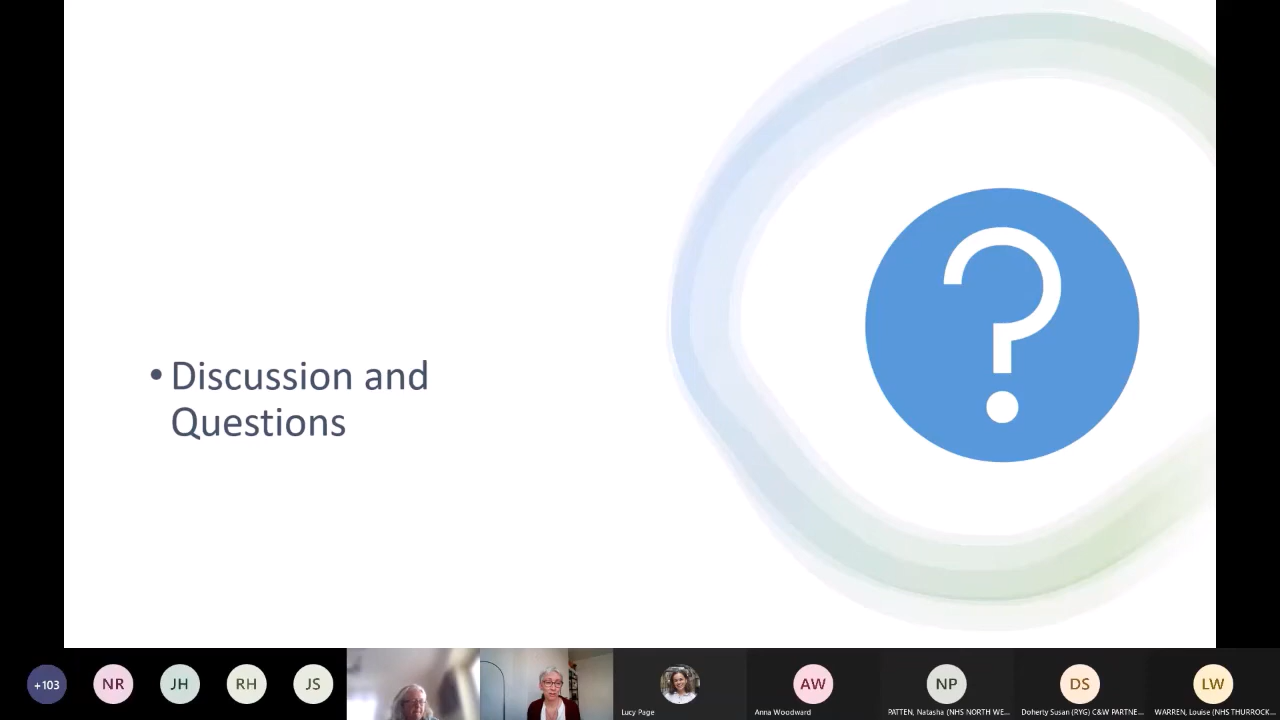 • Discussion and
Questions
?
+103
NR
JH
RH
JS
AW
NP
DS
LW
Lucy Page
Anna Woodward
PATTEN, Natasha (NHS NORTH WE...
Doherty Susan (RYG) C&W PARTNE...
WARREN, Louise (NHS THURROCK...